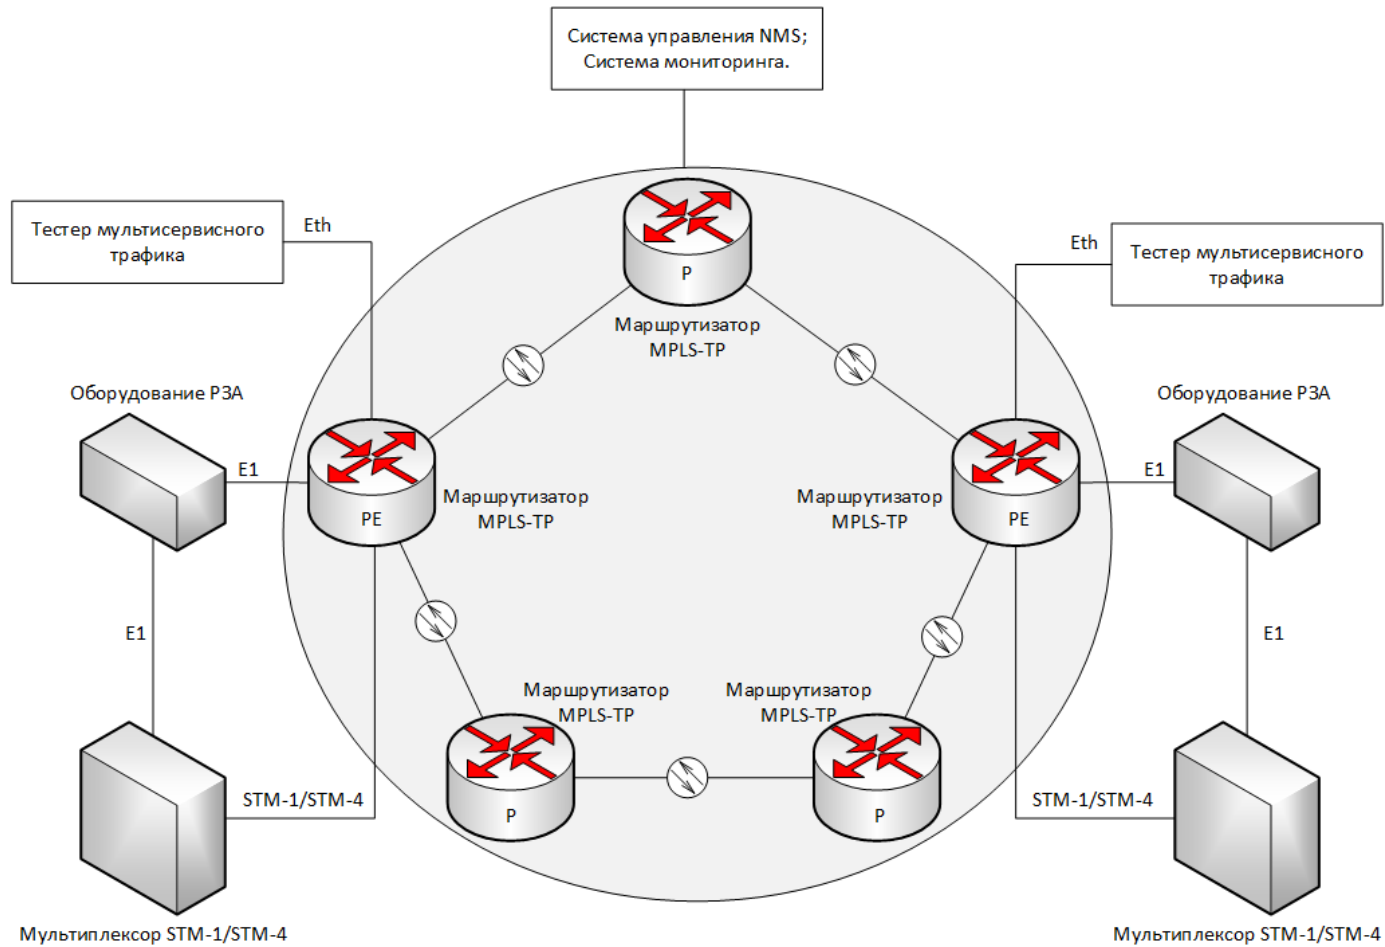 Система управления NMS;
Система мониторинга.
Тестер мультисервисного
трафика
Eth
Eth
Тестер мультисервисного
трафика
P
Маршрутизатор
MPLS-TP
Оборудование РЗА
Оборудование РЗА
E1
PE
Маршрутизатор
MPLS-TP
Маршрутизатор
MPLS-TP
PE
E1
E1
E1
Маршрутизатор
MPLS-TP
Маршрутизатор
MPLS-TP
STM-1/STM-4
P
P
STM-1/STM-4
Мультиплексор STM-1/STM-4
Мультиплексор STM-1/STM-4